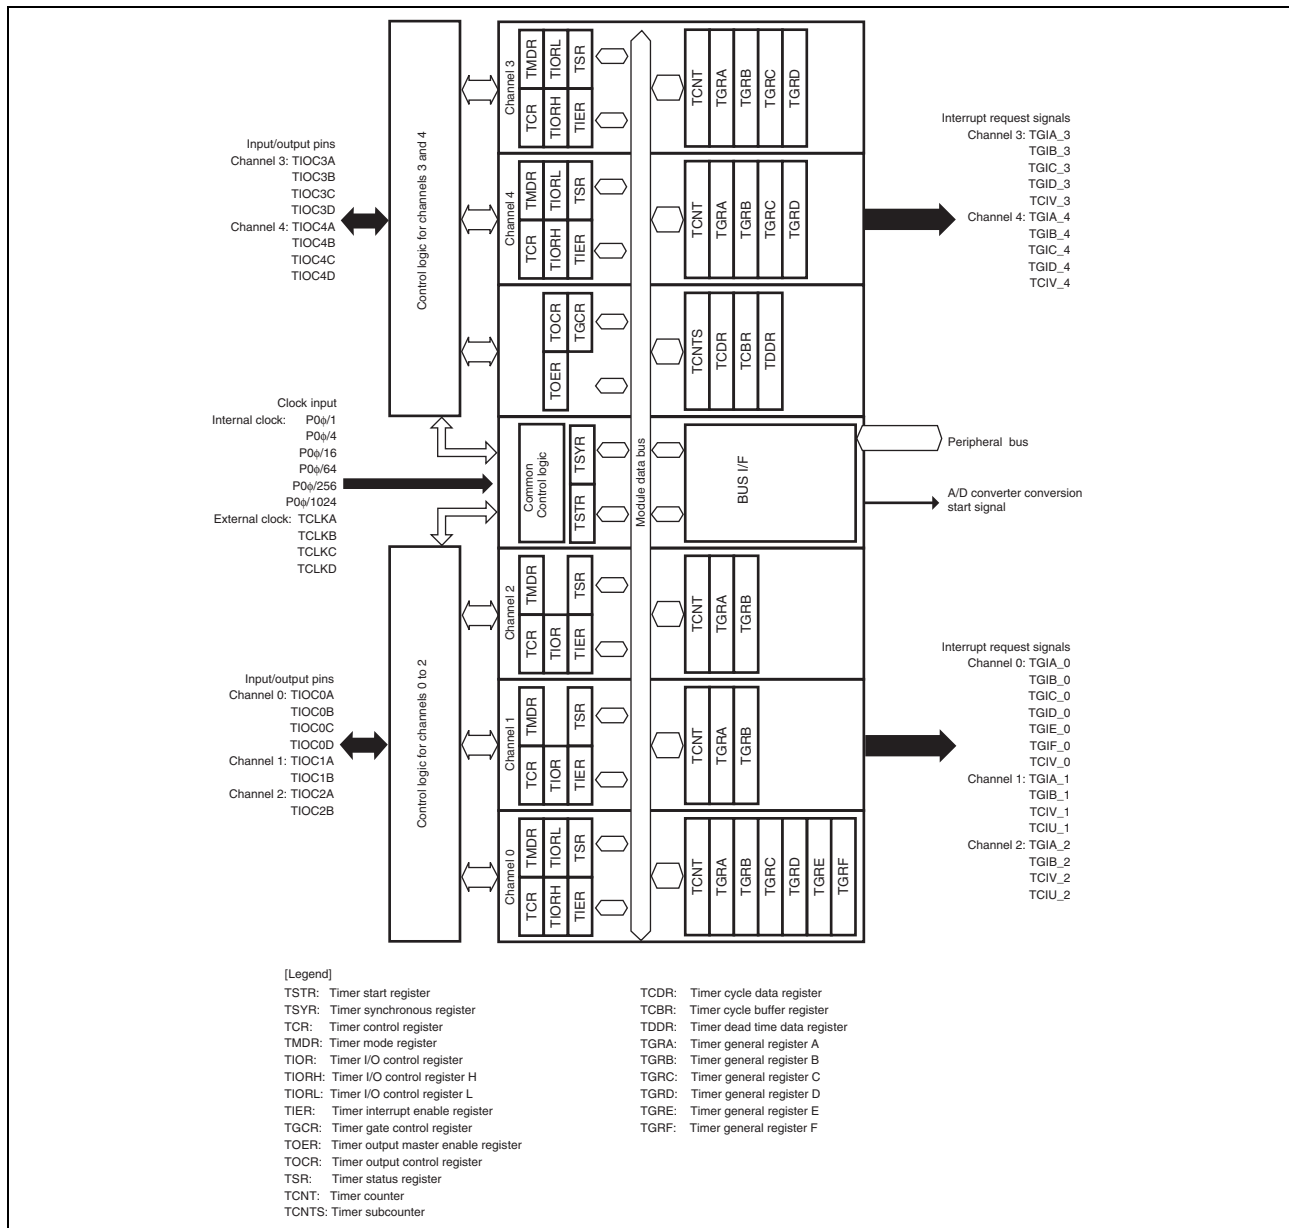 Input/output pins
Channel 3: TIOC3A
TIOC3B
TIOC3C
TIOC3D
Channel 4: TIOC4A
TIOC4B
TIOC4C
TIOC4D
Clock input
Internal clock: P0ϕ/1
P0ϕ/4
P0ϕ/16
P0ϕ/64
P0ϕ/256
P0ϕ/1024
External clock: TCLKA
TCLKB
TCLKC
TCLKD
Input/output pins
Channel 0: TIOC0A
TIOC0B
TIOC0C
TIOC0D
Channel 1: TIOC1A
TIOC1B
Channel 2: TIOC2A
TIOC2B
Control logic for channels 3 and 4
Control logic for channels 0 to 2
Channel 3
TCR TMDR
TIORH TIORL
TIER TSR
TCNT
TGRA
TGRB
TGRC
TGRD
Channel 4
TCR TMDR
TIORH TIORL
TIER TSR
TCNT
TGRA
TGRB
TGRC
TGRD
TOER TOCR
TGCR
TCNTS
TCDR
TCBR
TDDR
Common
Control logic
TSTR TSYR
Module data bus
BUS I/F
Channel 2
TCR TMDR
TIOR
TIER TSR
TCNT
TGRA
TGRB
Channel 1
TCR TMDR
TIOR
TIER TSR
TCNT
TGRA
TGRB
Channel 0
TCR TMDR
TIORH TIORL
TIER TSR
TCNT
TGRA
TGRB
TGRC
TGRD
TGRE
TGRF
Interrupt request signals
Channel 3: TGIA_3
TGIB_3
TGIC_3
TGID_3
TCIV_3
Channel 4: TGIA_4
TGIB_4
TGIC_4
TGID_4
TCIV_4
Peripheral bus
A/D converter conversion
start signal
Interrupt request signals
Channel 0: TGIA_0
TGIB_0
TGIC_0
TGID_0
TGIE_0
TGIF_0
TCIV_0
Channel 1: TGIA_1
TGIB_1
TCIV_1
TCIU_1
Channel 2: TGIA_2
TGIB_2
TCIV_2
TCIU_2
[Legend]
TSTR: Timer start register
TSYR: Timer synchronous register
TCR: Timer control register
TMDR: Timer mode register
TIOR: Timer I/O control register
TIORH: Timer I/O control register H
TIORL: Timer I/O control register L
TIER: Timer interrupt enable register
TGCR: Timer gate control register
TOER: Timer output master enable register
TOCR: Timer output control register
TSR: Timer status register
TCNT: Timer counter
TCNTS: Timer subcounter
TCDR: Timer cycle data register
TCBR: Timer cycle buffer register
TDDR: Timer dead time data register
TGRA: Timer general register A
TGRB: Timer general register B
TGRC: Timer general register C
TGRD: Timer general register D
TGRE: Timer general register E
TGRF: Timer general register F